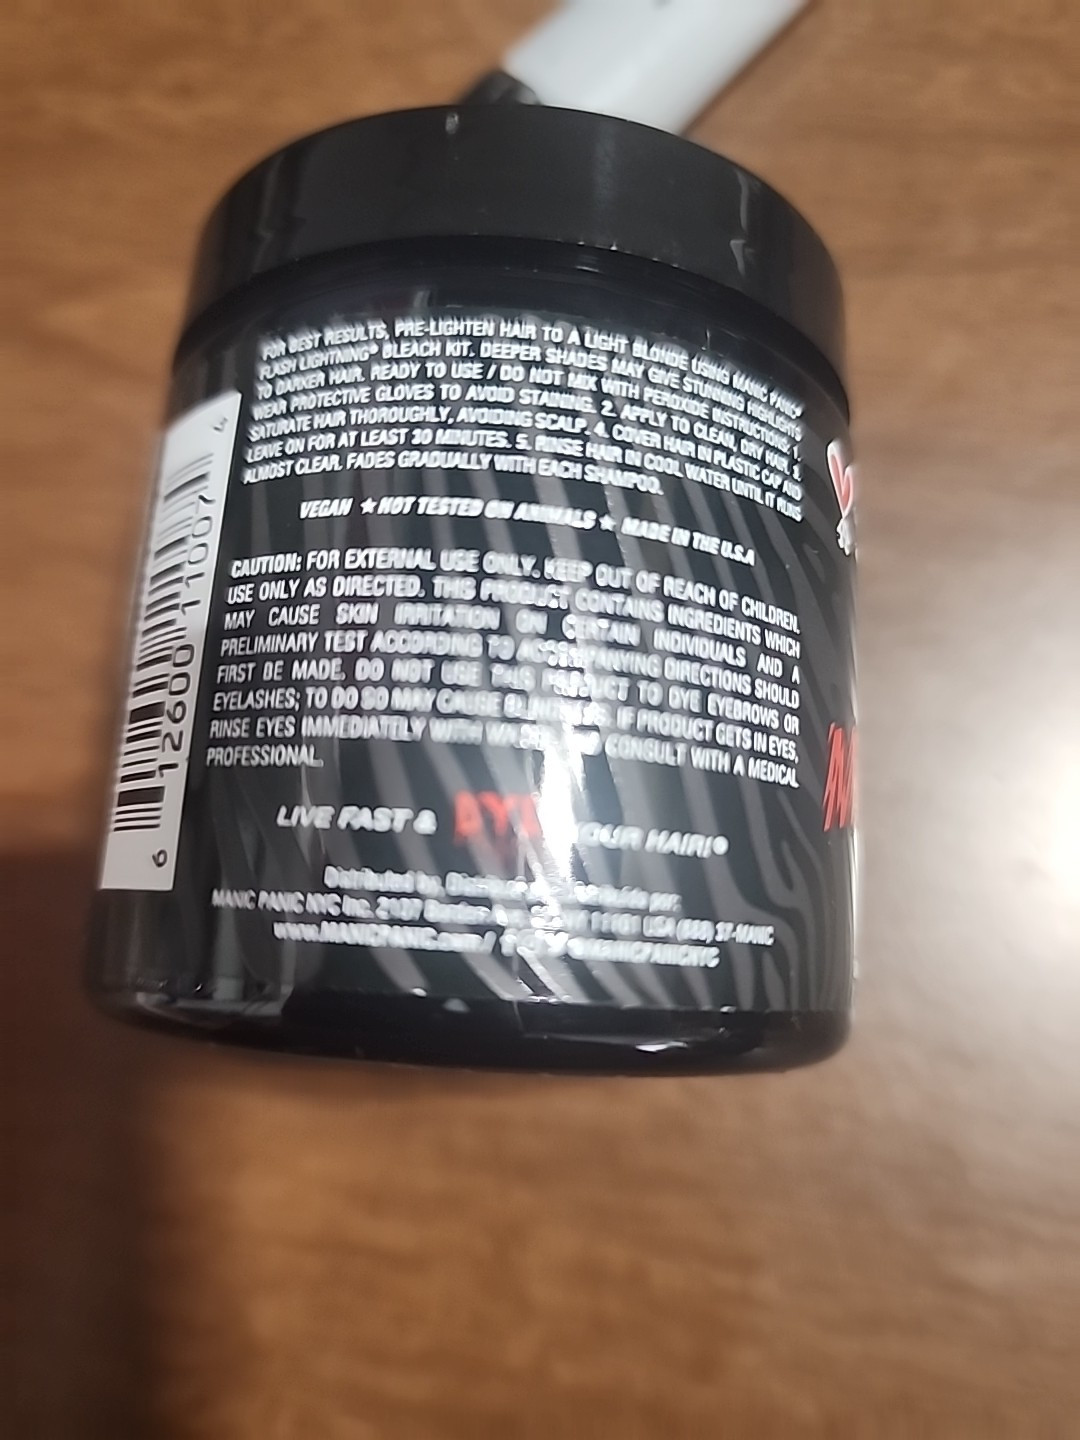 FOR BEST RESULTS, PRE-LIGHTEN HAIR TO A LIGHT BLONDE USING MANIC PANIC®
FLASH LIGHTNING® BLEACH KIT. DEEPER SHADES MAY GIVE STUNNING HIGHLIGHTS
TO DARKER HAIR. READY TO USE / DO NOT MIX WITH PEROXIDE INSTRUCTIONS: 1.
WEAR PROTECTIVE GLOVES TO AVOID STAINING. 2. APPLY TO CLEAN, DRY HAIR. 3.
SATURATE HAIR THOROUGHLY, AVOIDING SCALP. 4. COVER HAIR IN PLASTIC CAP AND
LEAVE ON FOR AT LEAST 30 MINUTES. 5. RINSE HAIR IN COOL WATER UNTIL IT RUNS
ALMOST CLEAR. FADES GRADUALLY WITH EACH SHAMPOO.
VEGAN ★ NOT TESTED ON ANIMALS ★ MADE IN THE U.S.A
CAUTION: FOR EXTERNAL USE ONLY. KEEP OUT OF REACH OF CHILDREN.
USE ONLY AS DIRECTED. THIS PRODUCT CONTAINS INGREDIENTS WHICH
MAY CAUSE SKIN IRRITATION ON CERTAIN INDIVIDUALS AND A
PRELIMINARY TEST ACCORDING TO ACCOMPANYING DIRECTIONS SHOULD
FIRST BE MADE. DO NOT USE THIS PRODUCT TO DYE EYEBROWS OR
EYELASHES; TO DO SO MAY CAUSE BLINDNESS. IF PRODUCT GETS IN EYES,
RINSE EYES IMMEDIATELY WITH WATER AND CONSULT WITH A MEDICAL
PROFESSIONAL.
LIVE FAST & DYE YOUR HAIR!®
Distributed by,
MANIC PANIC NYC Inc. 11101 USA (888) 37-MANIC
www.MANICPANIC.com / @MANICPANICNYC
6 12600 11007 4